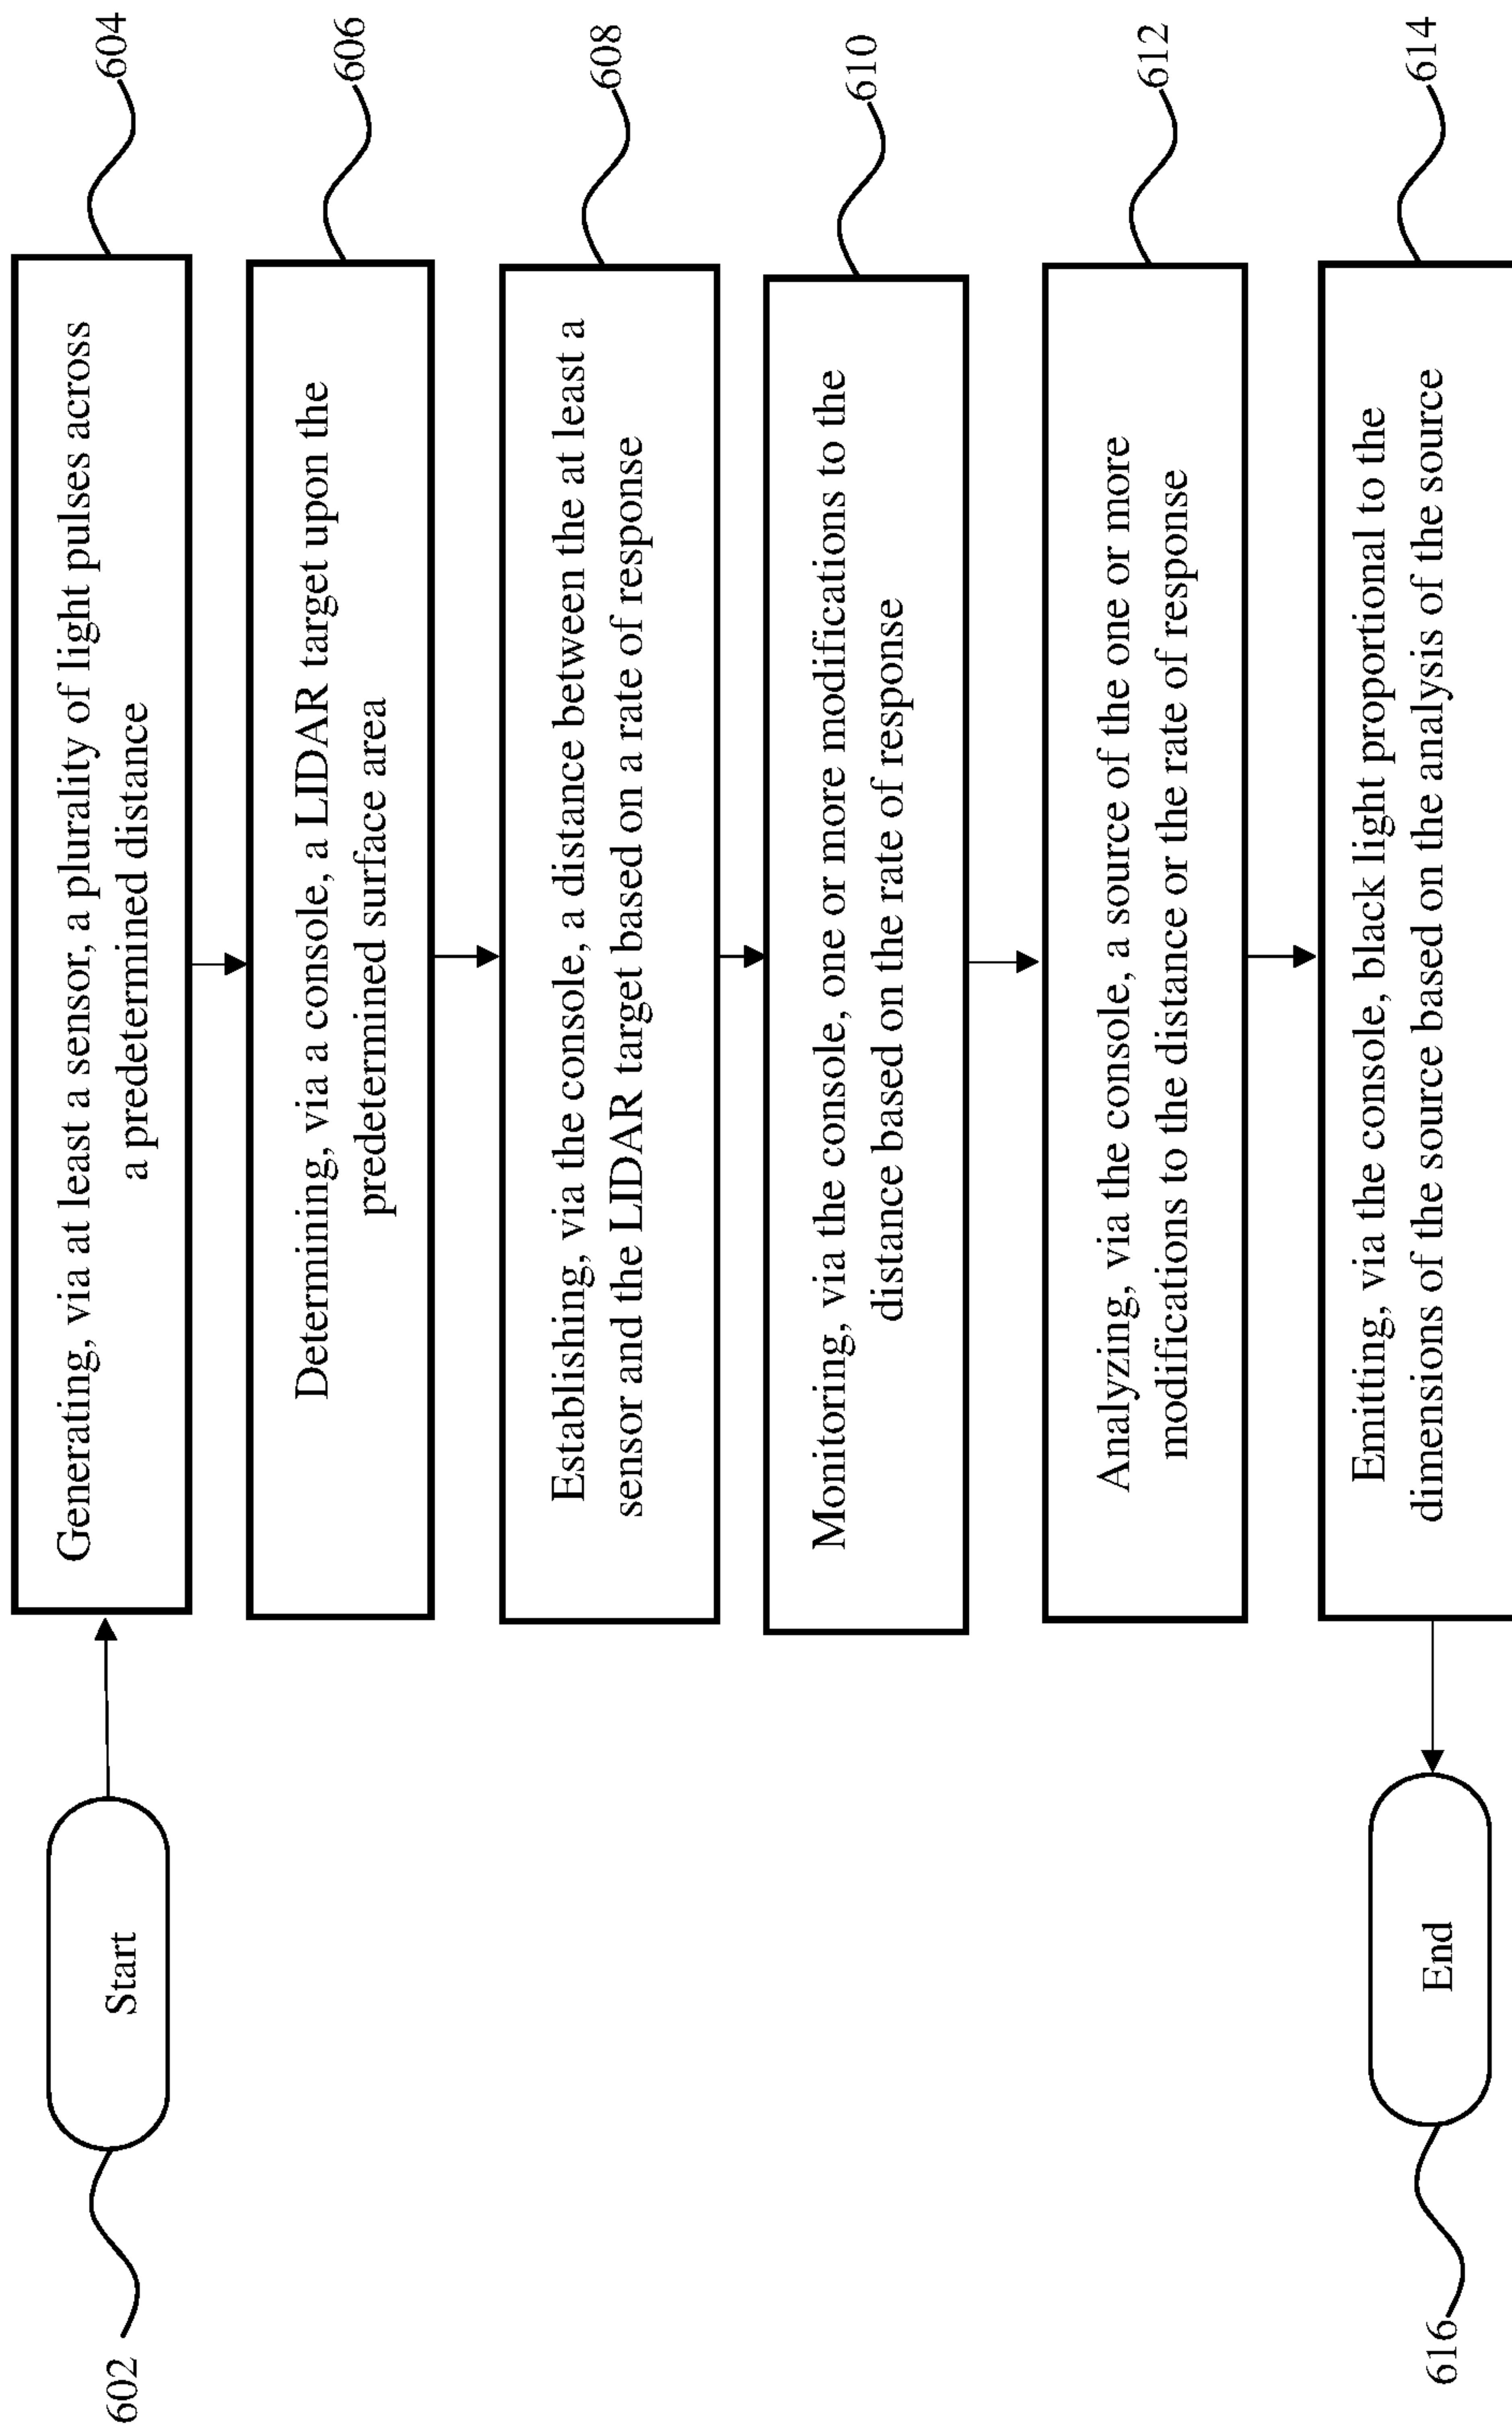 602
Start
Generating, via at least a sensor, a plurality of light pulses across
a predetermined distance
604
Determining, via a console, a LIDAR target upon the
predetermined surface area
606
Establishing, via the console, a distance between the at least a
sensor and the LIDAR target based on a rate of response
608
Monitoring, via the console, one or more modifications to the
distance based on the rate of response
610
Analyzing, via the console, a source of the one or more
modifications to the distance or the rate of response
612
Emitting, via the console, black light proportional to the
dimensions of the source based on the analysis of the source
614
616
End